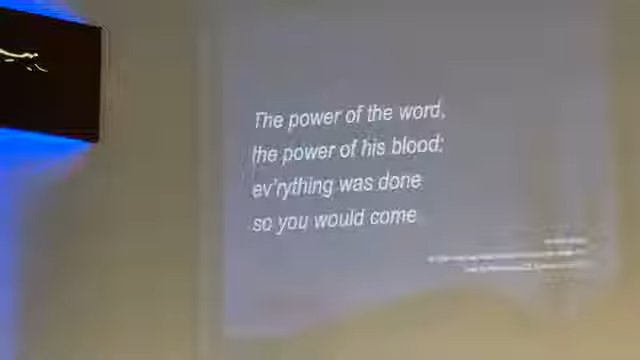 The power of the word,
the power of his blood;
ev'rything was done
so you would come